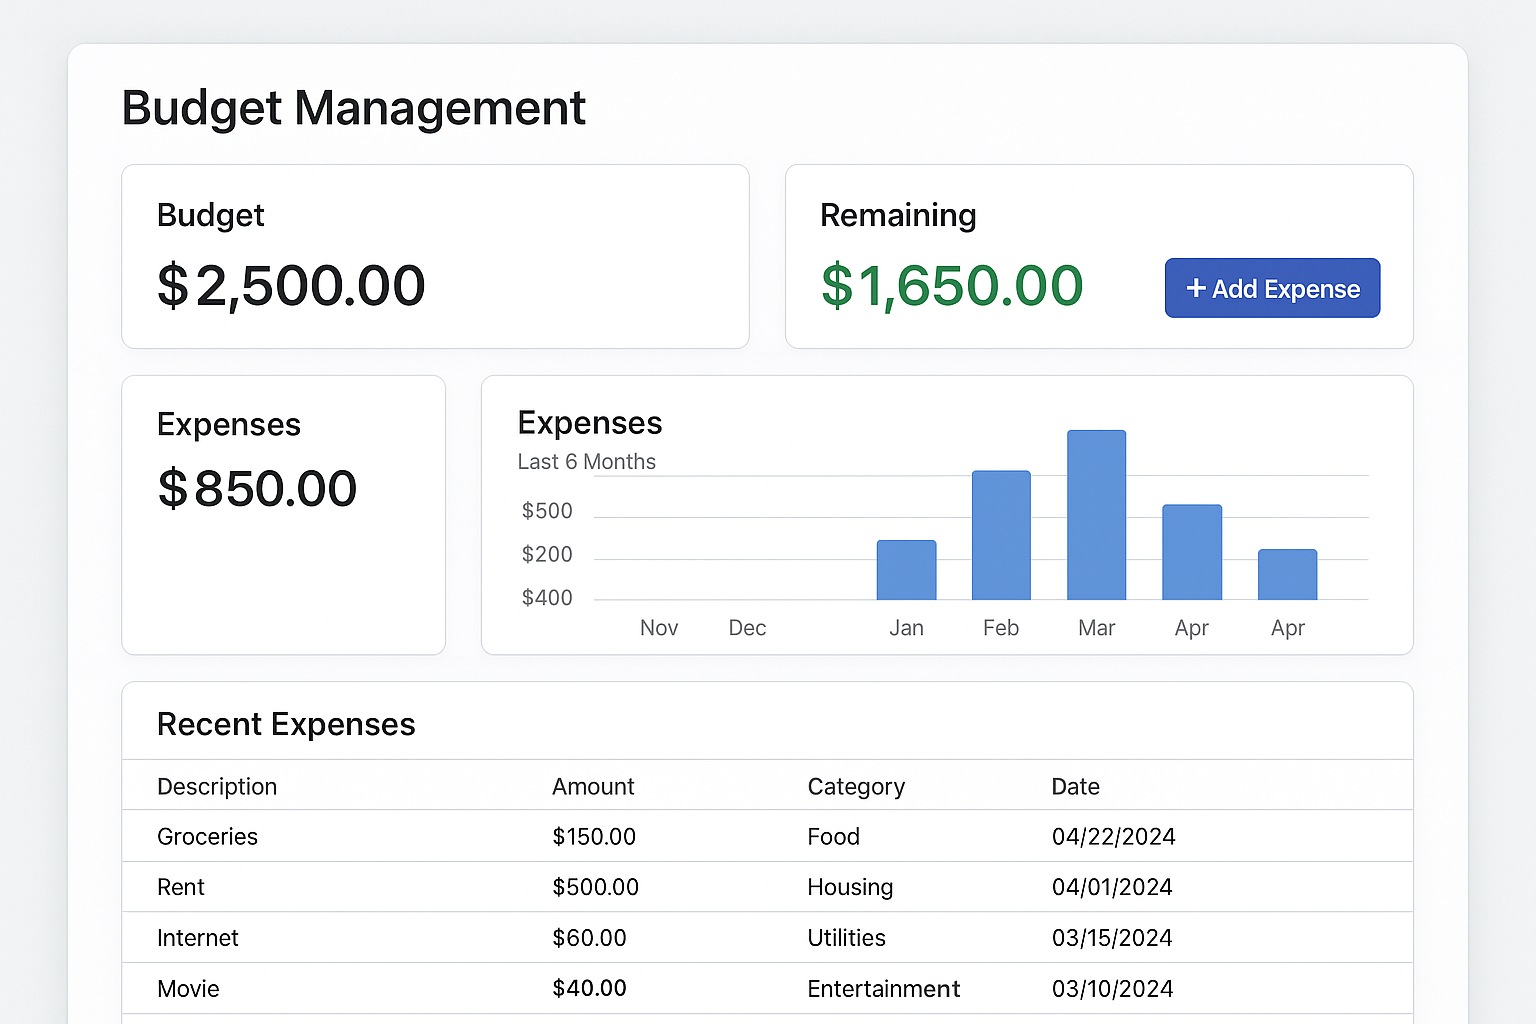 Budget Management
Budget
$2,500.00
Remaining
$1,650.00
+ Add Expense
Expenses
$850.00
Expenses
Last 6 Months
$500
$200
$400
Nov Dec Jan Feb Mar Apr Apr
Recent Expenses
Description Amount Category Date
Groceries $150.00 Food 04/22/2024
Rent $500.00 Housing 04/01/2024
Internet $60.00 Utilities 03/15/2024
Movie $40.00 Entertainment 03/10/2024